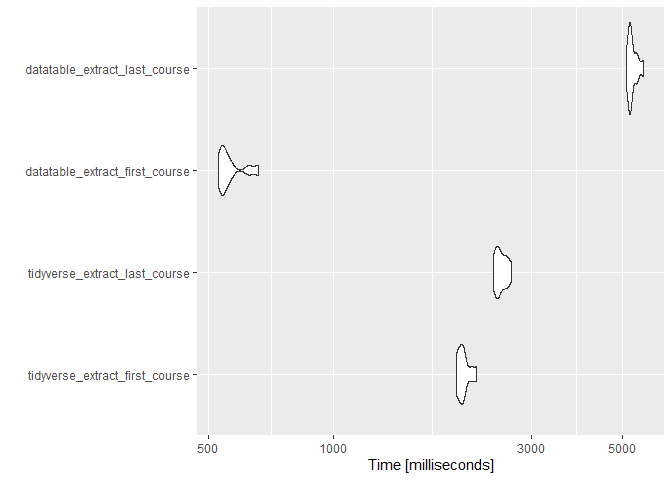 datatable_extract_last_course
datatable_extract_first_course
tidyverse_extract_last_course
tidyverse_extract_first_course
500 1000 3000 5000
Time [milliseconds]